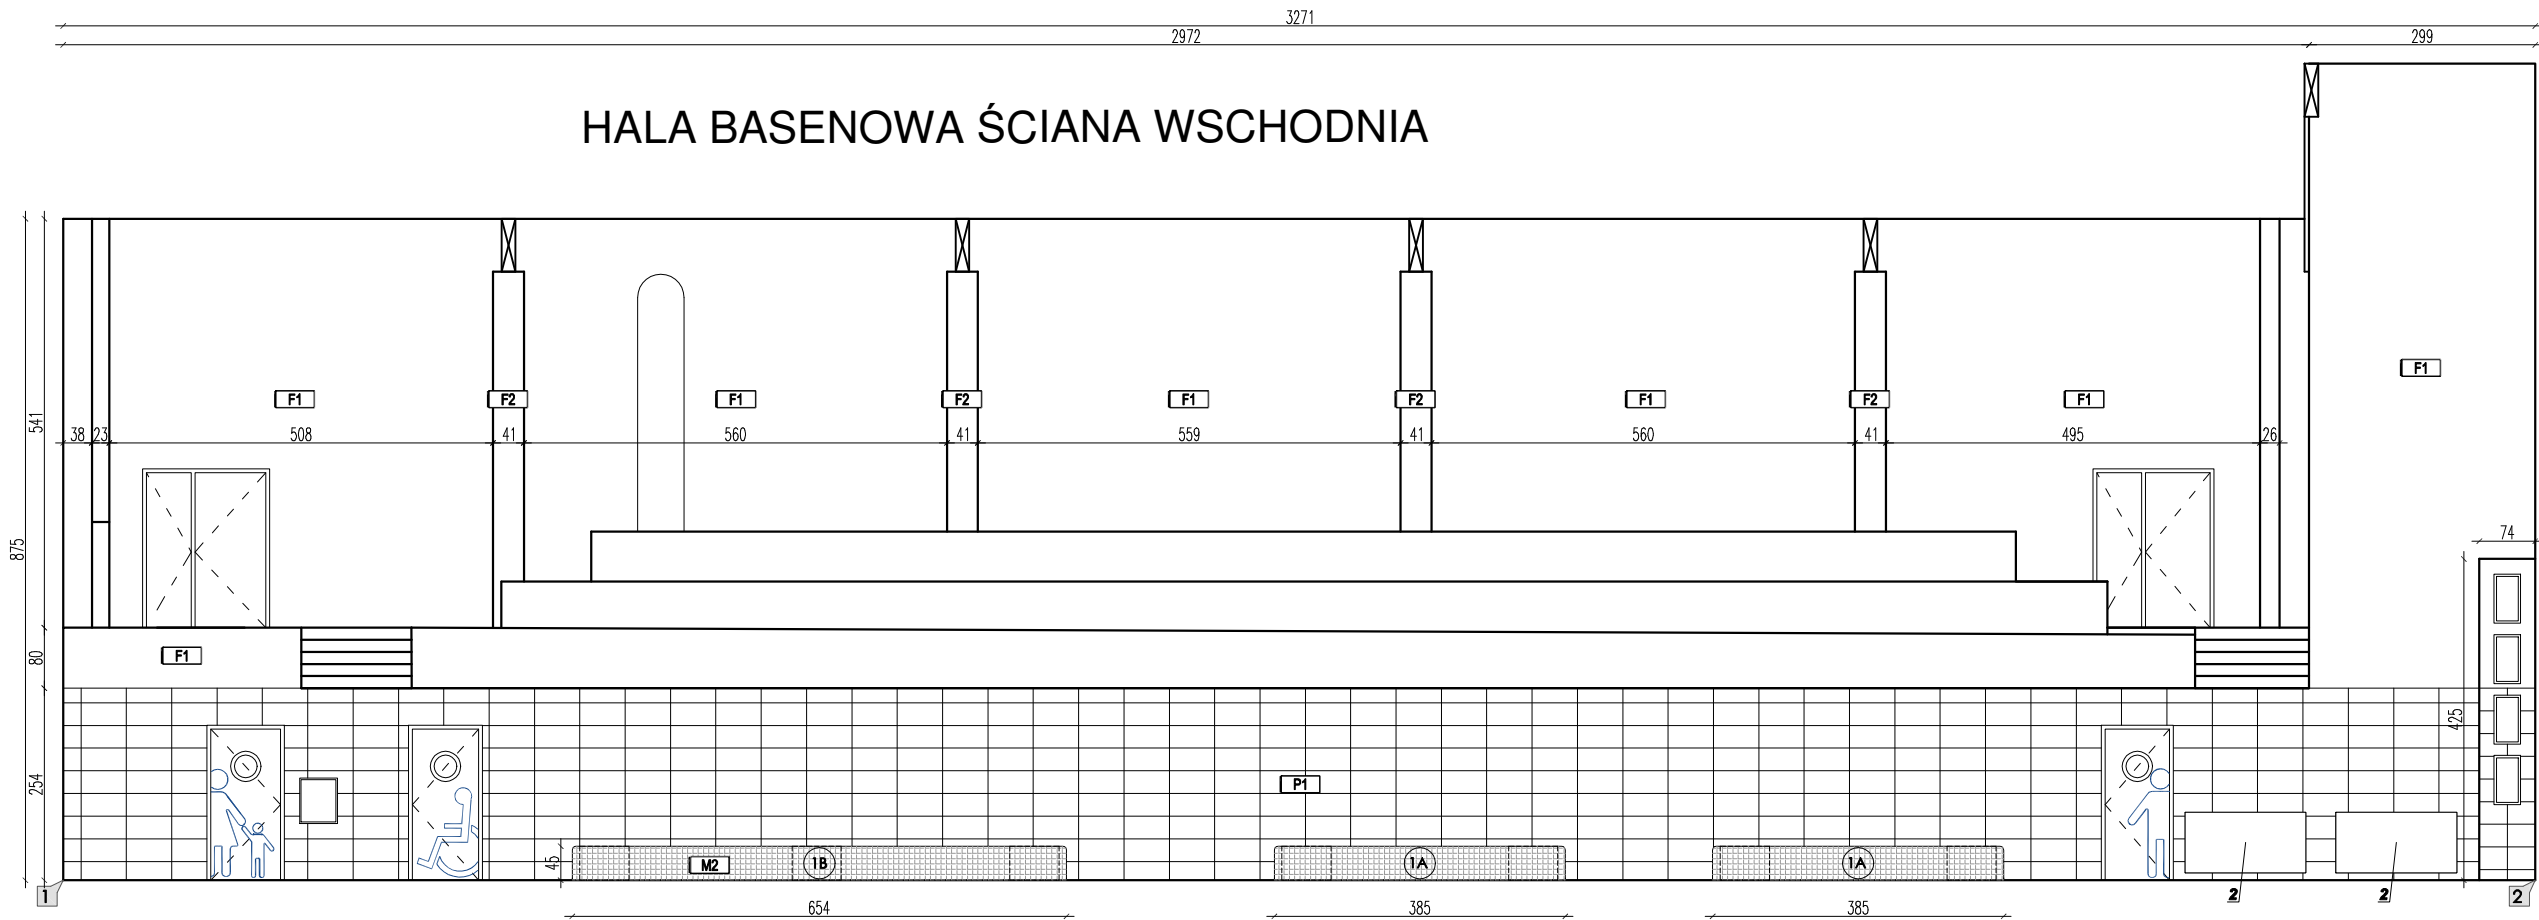 3271
2972 299
HALA BASENOWA ŚCIANA WSCHODNIA
F1
F1 F2 F1 F2 F1 F2 F1 F2 F1
541
38 23 508 41 560 41 559 41 560 41 495 26
875
74
80
F1
425
254
P1
45
M2 1B 1A 1A
1 2 2 2
654 385 385